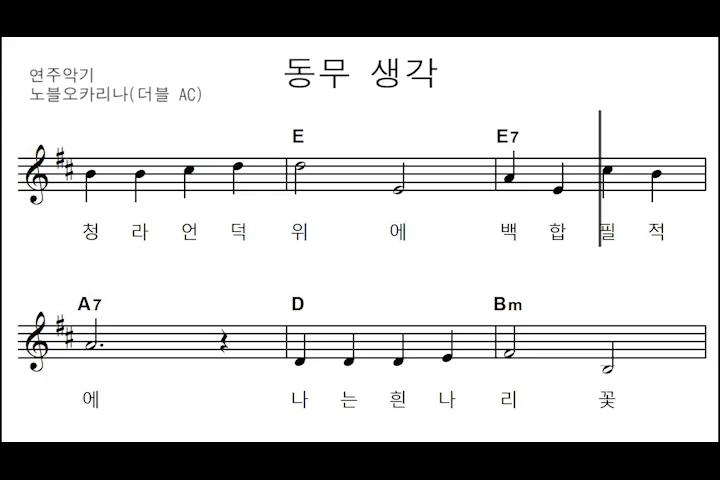 동무 생각
연주악기
노블오카리나(더블 AC)
E E7
청 라 언 덕 위 에 백 합 필 적
A7 D Bm
에 나 는 흰 나 리 꽃